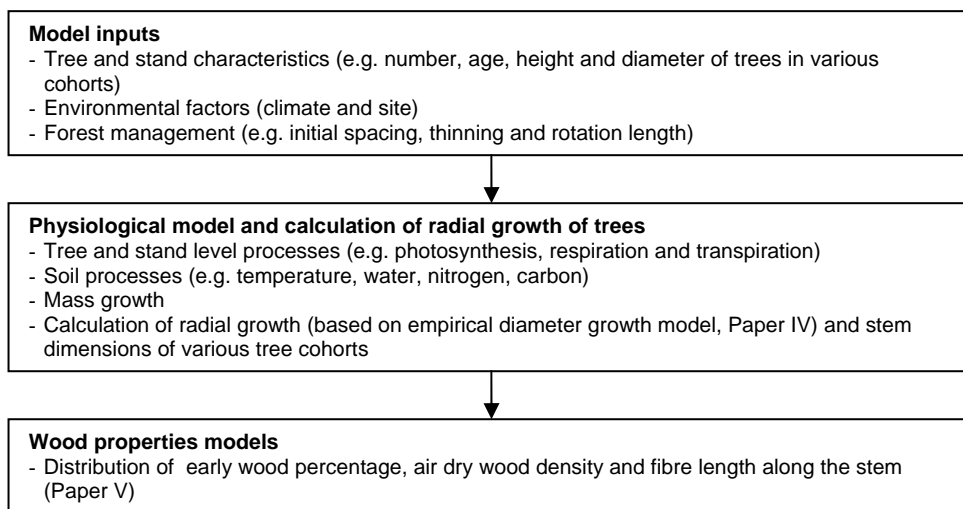 Model inputs
- Tree and stand characteristics (e.g. number, age, height and diameter of trees in various
cohorts)
- Environmental factors (climate and site)
- Forest management (e.g. initial spacing, thinning and rotation length)
Physiological model and calculation of radial growth of trees
- Tree and stand level processes (e.g. photosynthesis, respiration and transpiration)
- Soil processes (e.g. temperature, water, nitrogen, carbon)
- Mass growth
- Calculation of radial growth (based on empirical diameter growth model, Paper IV) and stem
dimensions of various tree cohorts
Wood properties models
- Distribution of early wood percentage, air dry wood density and fibre length along the stem
(Paper V)